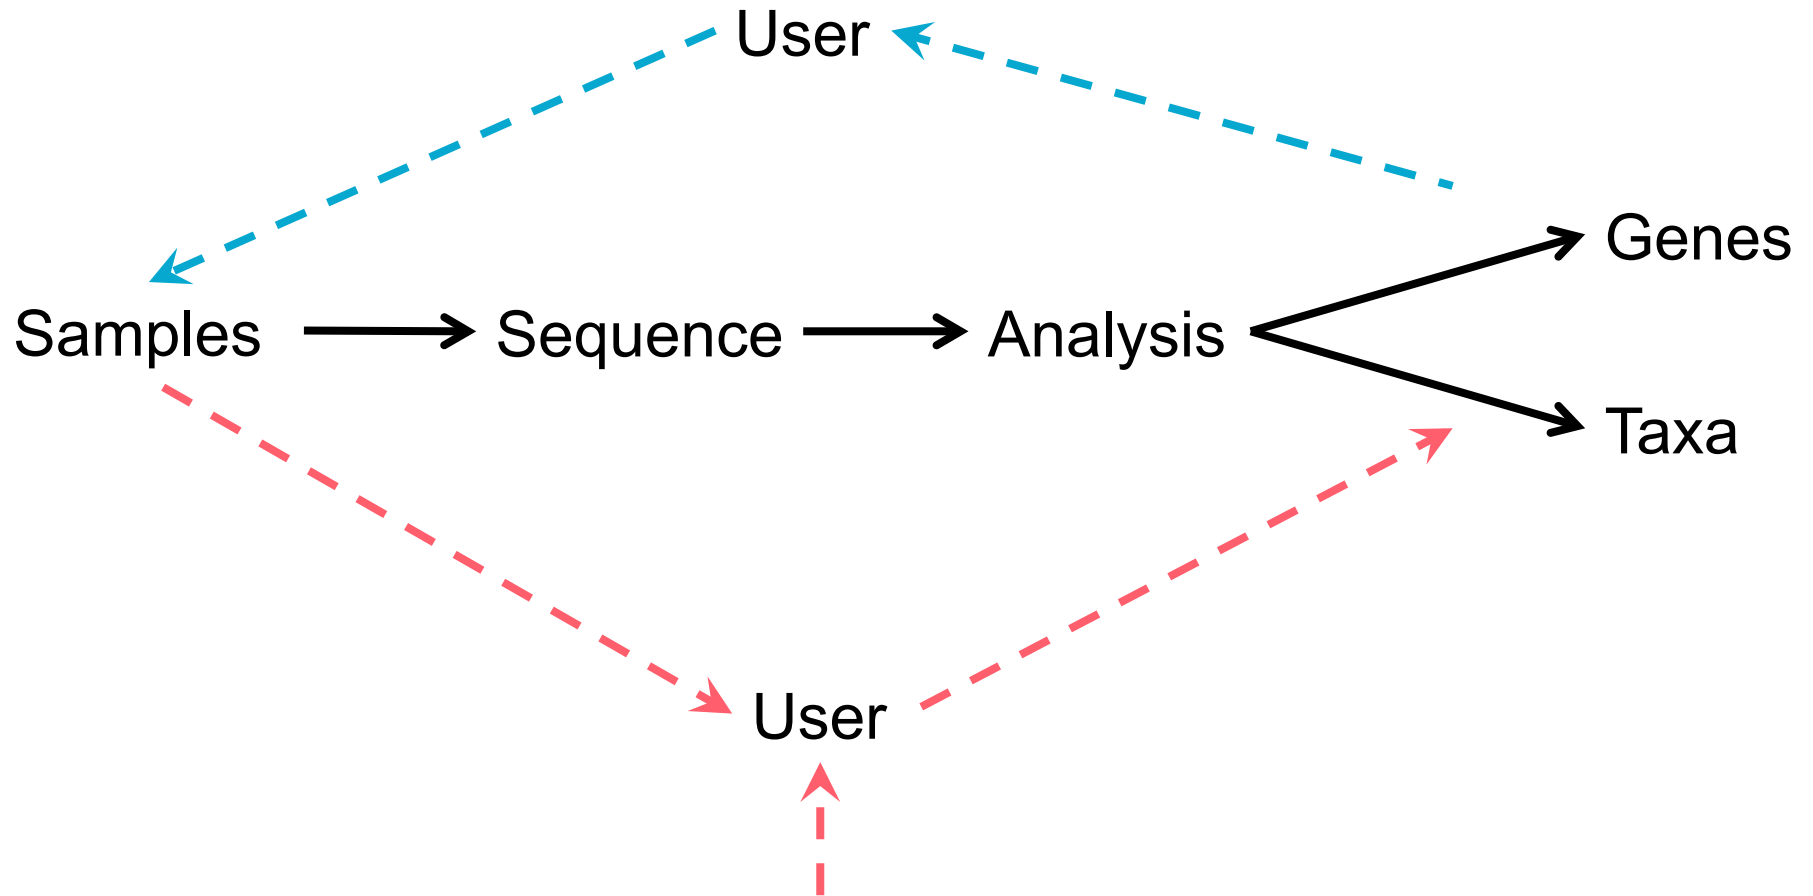 User
Genes
Samples
Sequence
Analysis
Taxa
User